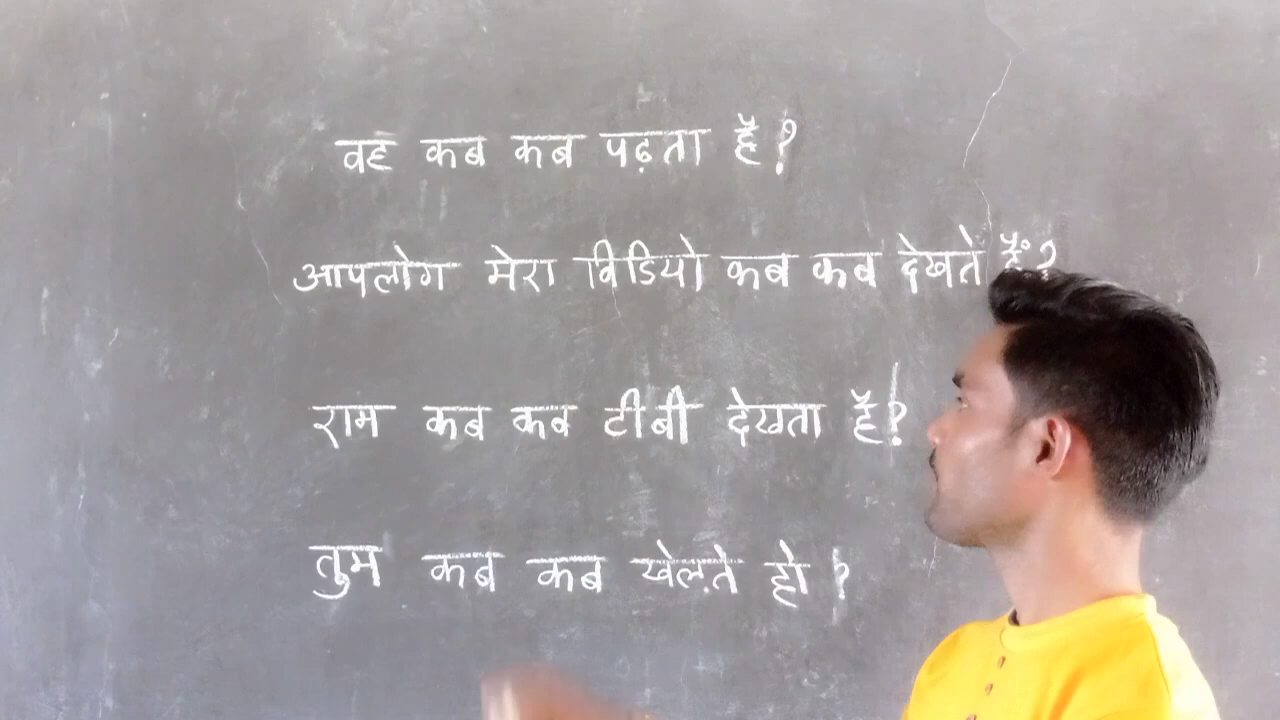 वह कब कब पढ़ता है?
आपलोग मेरा विडियो कब कब देखते हैं?
राम कब कब टीबी देखता है?
तुम कब कब खेलते हो?